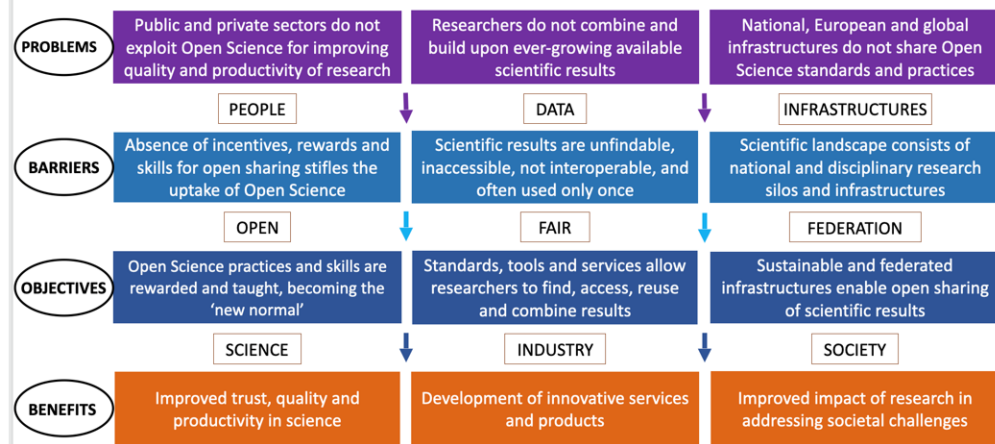 PROBLEMS
Public and private sectors do not
exploit Open Science for improving
quality and productivity of research
Researchers do not combine and
build upon ever-growing available
scientific results
National, European and global
infrastructures do not share Open
Science standards and practices
PEOPLE
DATA
INFRASTRUCTURES
BARRIERS
Absence of incentives, rewards and
skills for open sharing stifles the
uptake of Open Science
Scientific results are unfindable,
inaccessible, not interoperable, and
often used only once
Scientific landscape consists of
national and disciplinary research
silos and infrastructures
OPEN
FAIR
FEDERATION
OBJECTIVES
Open Science practices and skills are
rewarded and taught, becoming the
‘new normal’
Standards, tools and services allow
researchers to find, access, reuse
and combine results
Sustainable and federated
infrastructures enable open sharing
of scientific results
SCIENCE
INDUSTRY
SOCIETY
BENEFITS
Improved trust, quality and
productivity in science
Development of innovative services
and products
Improved impact of research in
addressing societal challenges